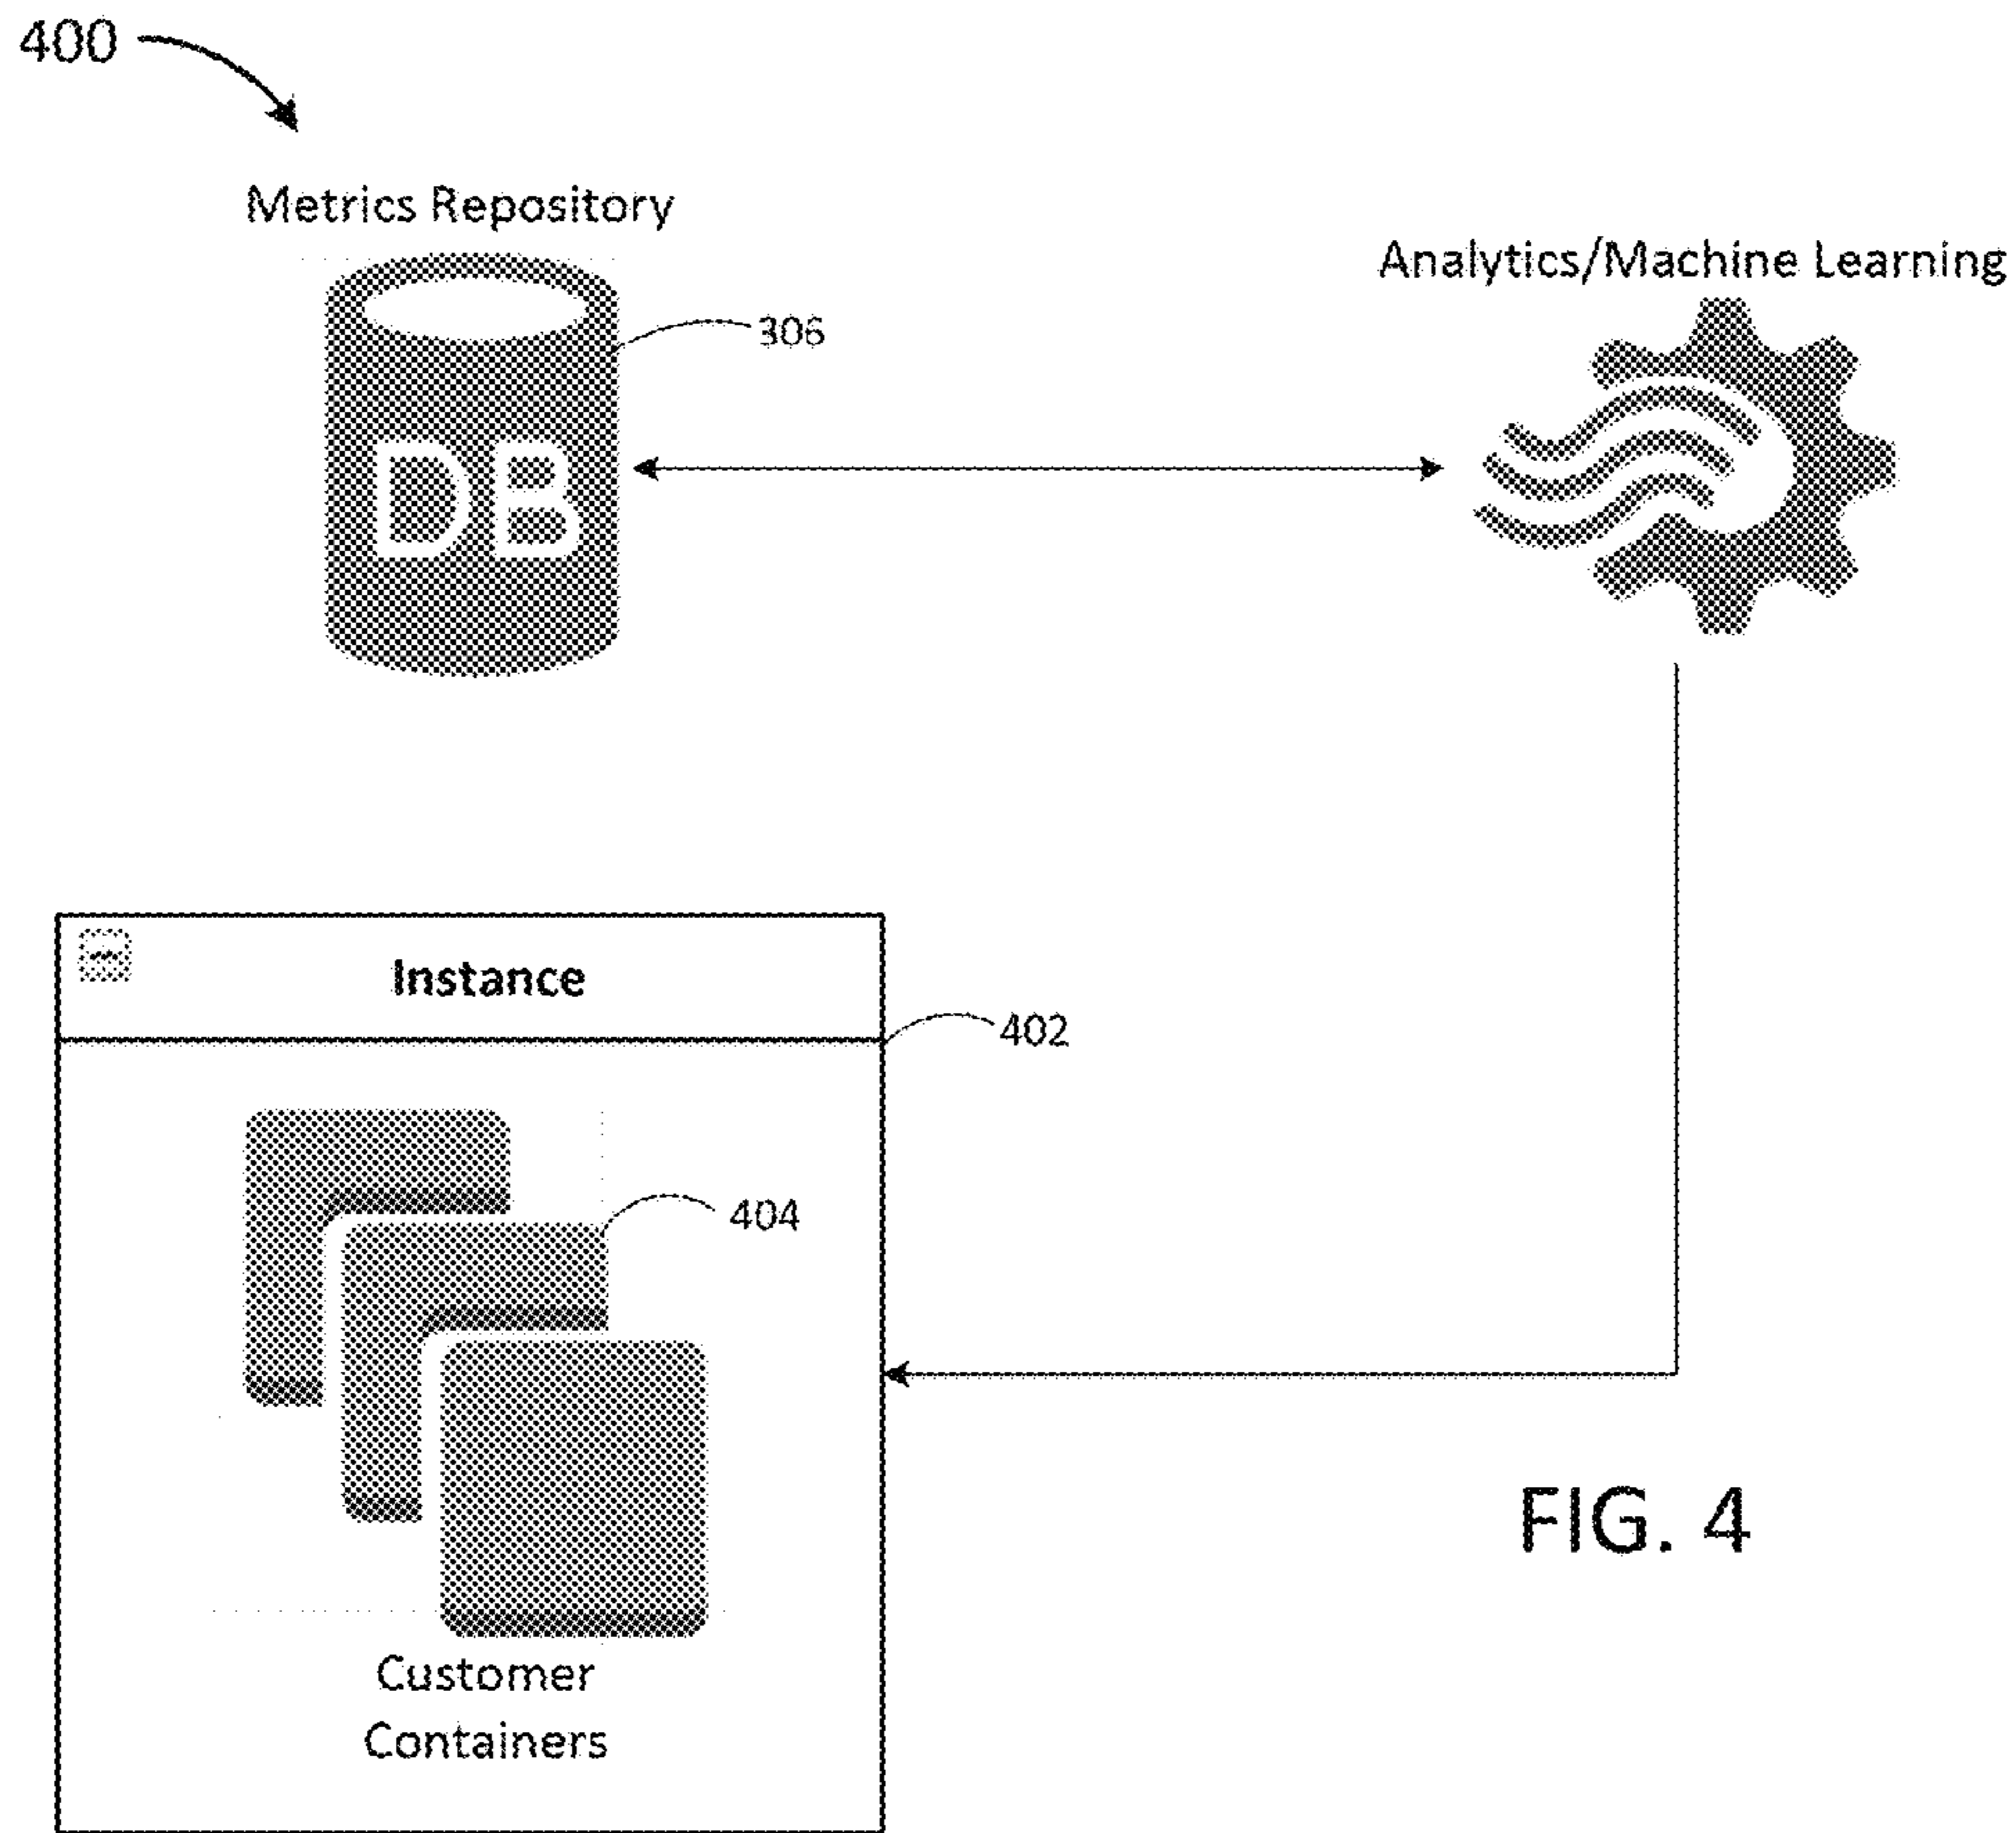 400
Metrics Repository
Analytics/Machine Learning
306
DB
Instance
402
404
Customer
Containers
FIG. 4